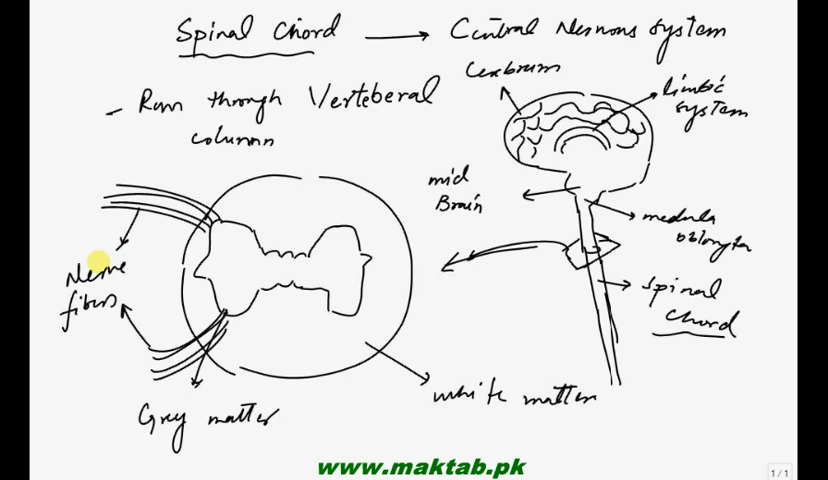 Spinal Chord → Central Nervous System
- Run through Verteberal
column
Cerebrum
limbic
system
mid
Brain
medula
oblongta
Nerve
fibers
Spinal
Chord
white matter
Grey matter
www.maktab.pk
1/1